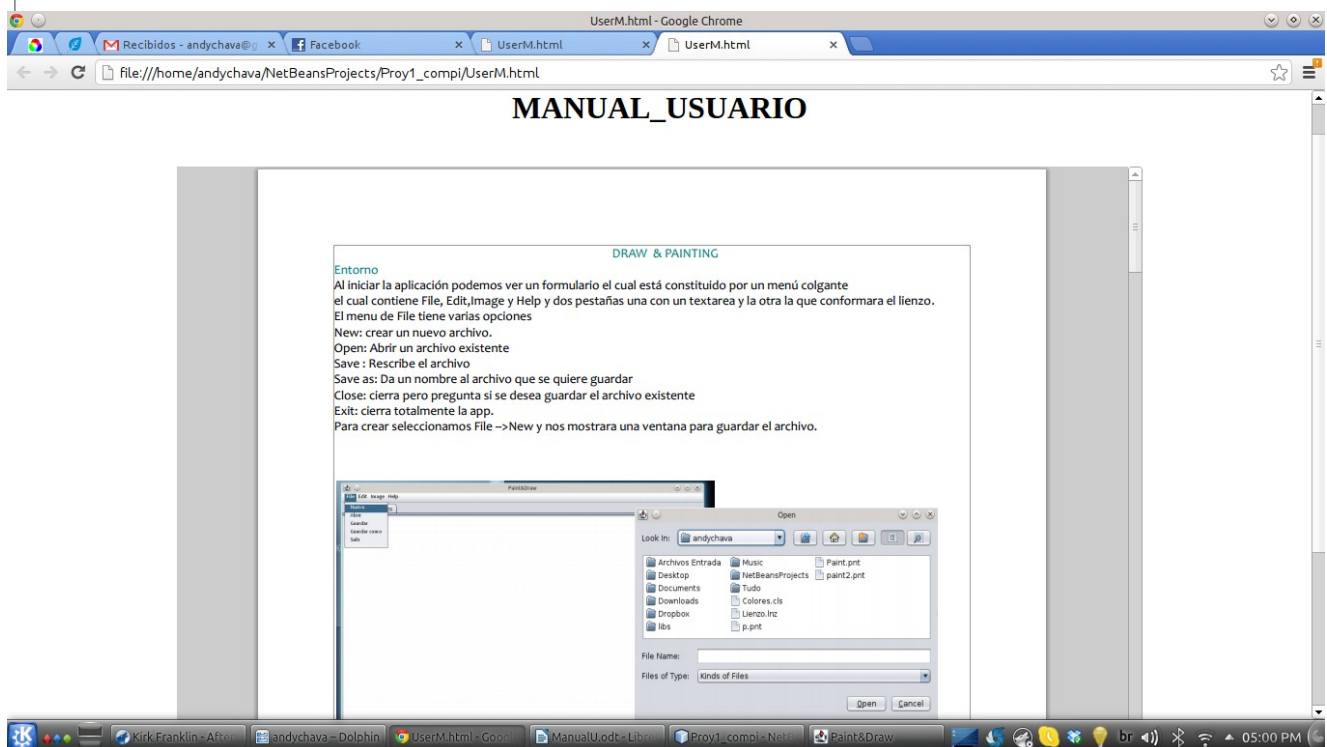 UserM.html - Google Chrome
Recibidos - andychava@g
Facebook
UserM.html
UserM.html
file:///home/andychava/NetBeansProjects/Proy1_compi/UserM.html
MANUAL_USUARIO
DRAW & PAINTING
Entorno
Al iniciar la aplicación podemos ver un formulario el cual está constituido por un menú colgante
el cual contiene File, Edit,Image y Help y dos pestañas una con un textarea y la otra la que conformara el lienzo.
El menu de File tiene varias opciones
New: crear un nuevo archivo.
Open: Abrir un archivo existente
Save : Rescribe el archivo
Save as: Da un nombre al archivo que se quiere guardar
Close: cierra pero pregunta si se desea guardar el archivo existente
Exit: cierra totalmente la app.
Para crear seleccionamos File –>New y nos mostrara una ventana para guardar el archivo.
Paint&Draw
File Edit Image Help
Nuevo
Abrir
Guardar
Guardar como
Salir
Open
Look In: andychava
Archivos Entrada Music Paint.pnt
Desktop NetBeansProjects paint2.pnt
Documents Tudo
Downloads Colores.cls
Dropbox Lienzo.lnz
libs p.pnt
File Name:
Files of Type: Kinds of Files
Open Cancel
Kirk Franklin - After andychava – Dolphin UserM.html - Goo ManualU.odt - Libre Proy1_compi - NetB Paint&Draw br 05:00 PM